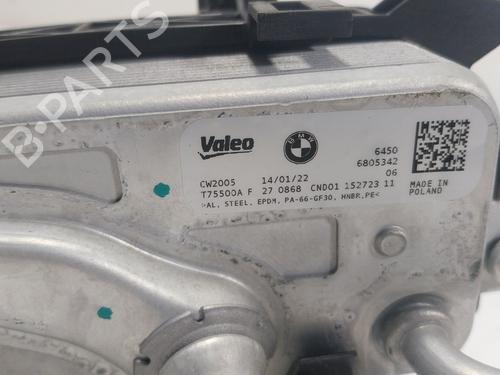 B-PARTS
Valeo
BMW
6450
6805342
06
CW2005 14/01/22
T75500A F 27 0868 CND01 152723 11
>AL, STEEL, EPDM, PA-66-GF30, HNBR, PE<
MADE IN
POLAND